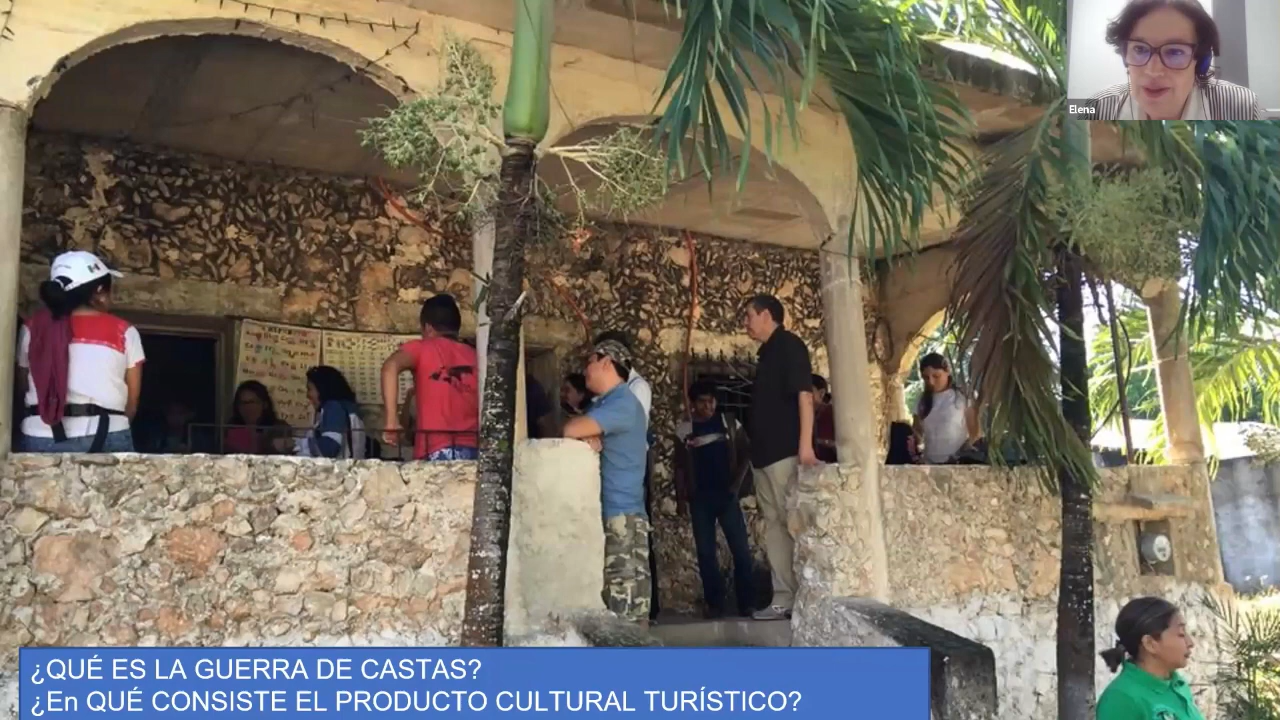 Elena
¿QUÉ ES LA GUERRA DE CASTAS?
¿En QUÉ CONSISTE EL PRODUCTO CULTURAL TURÍSTICO?